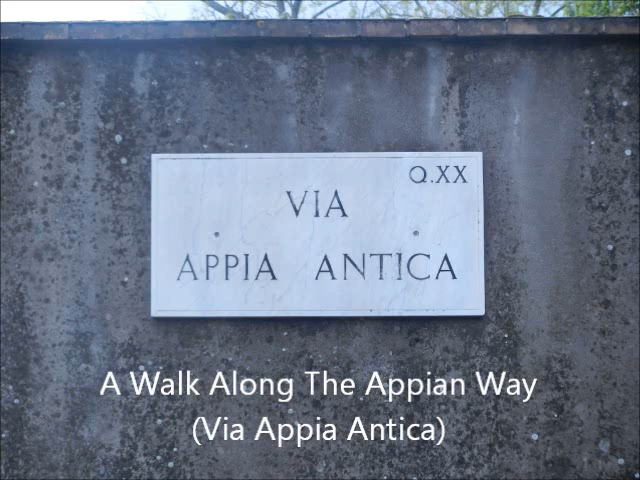 Q.XX
VIA
APPIA ANTICA
A Walk Along The Appian Way
(Via Appia Antica)